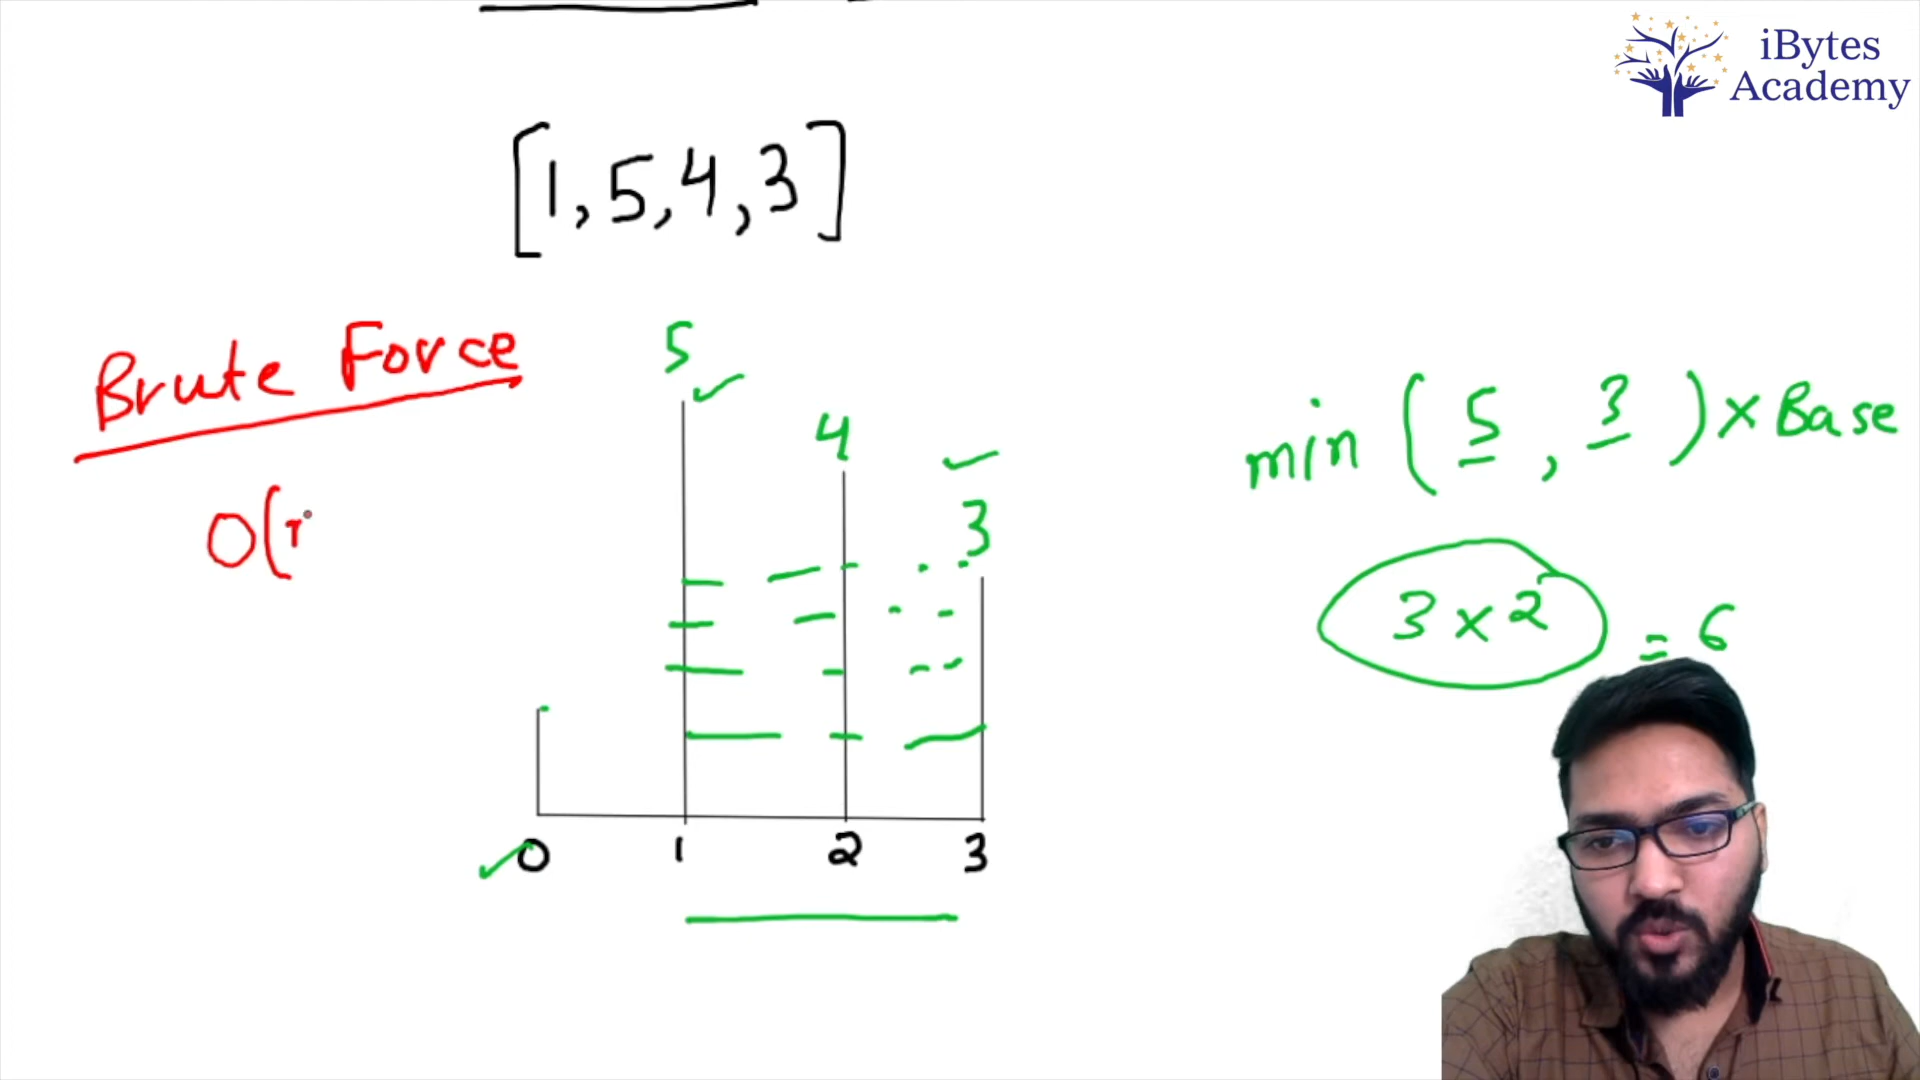 iBytes
Academy
[1, 5, 4, 3]
Brute Force
O(
5
4
3
min (5, 3) x Base
3 x 2 = 6
0 1 2 3